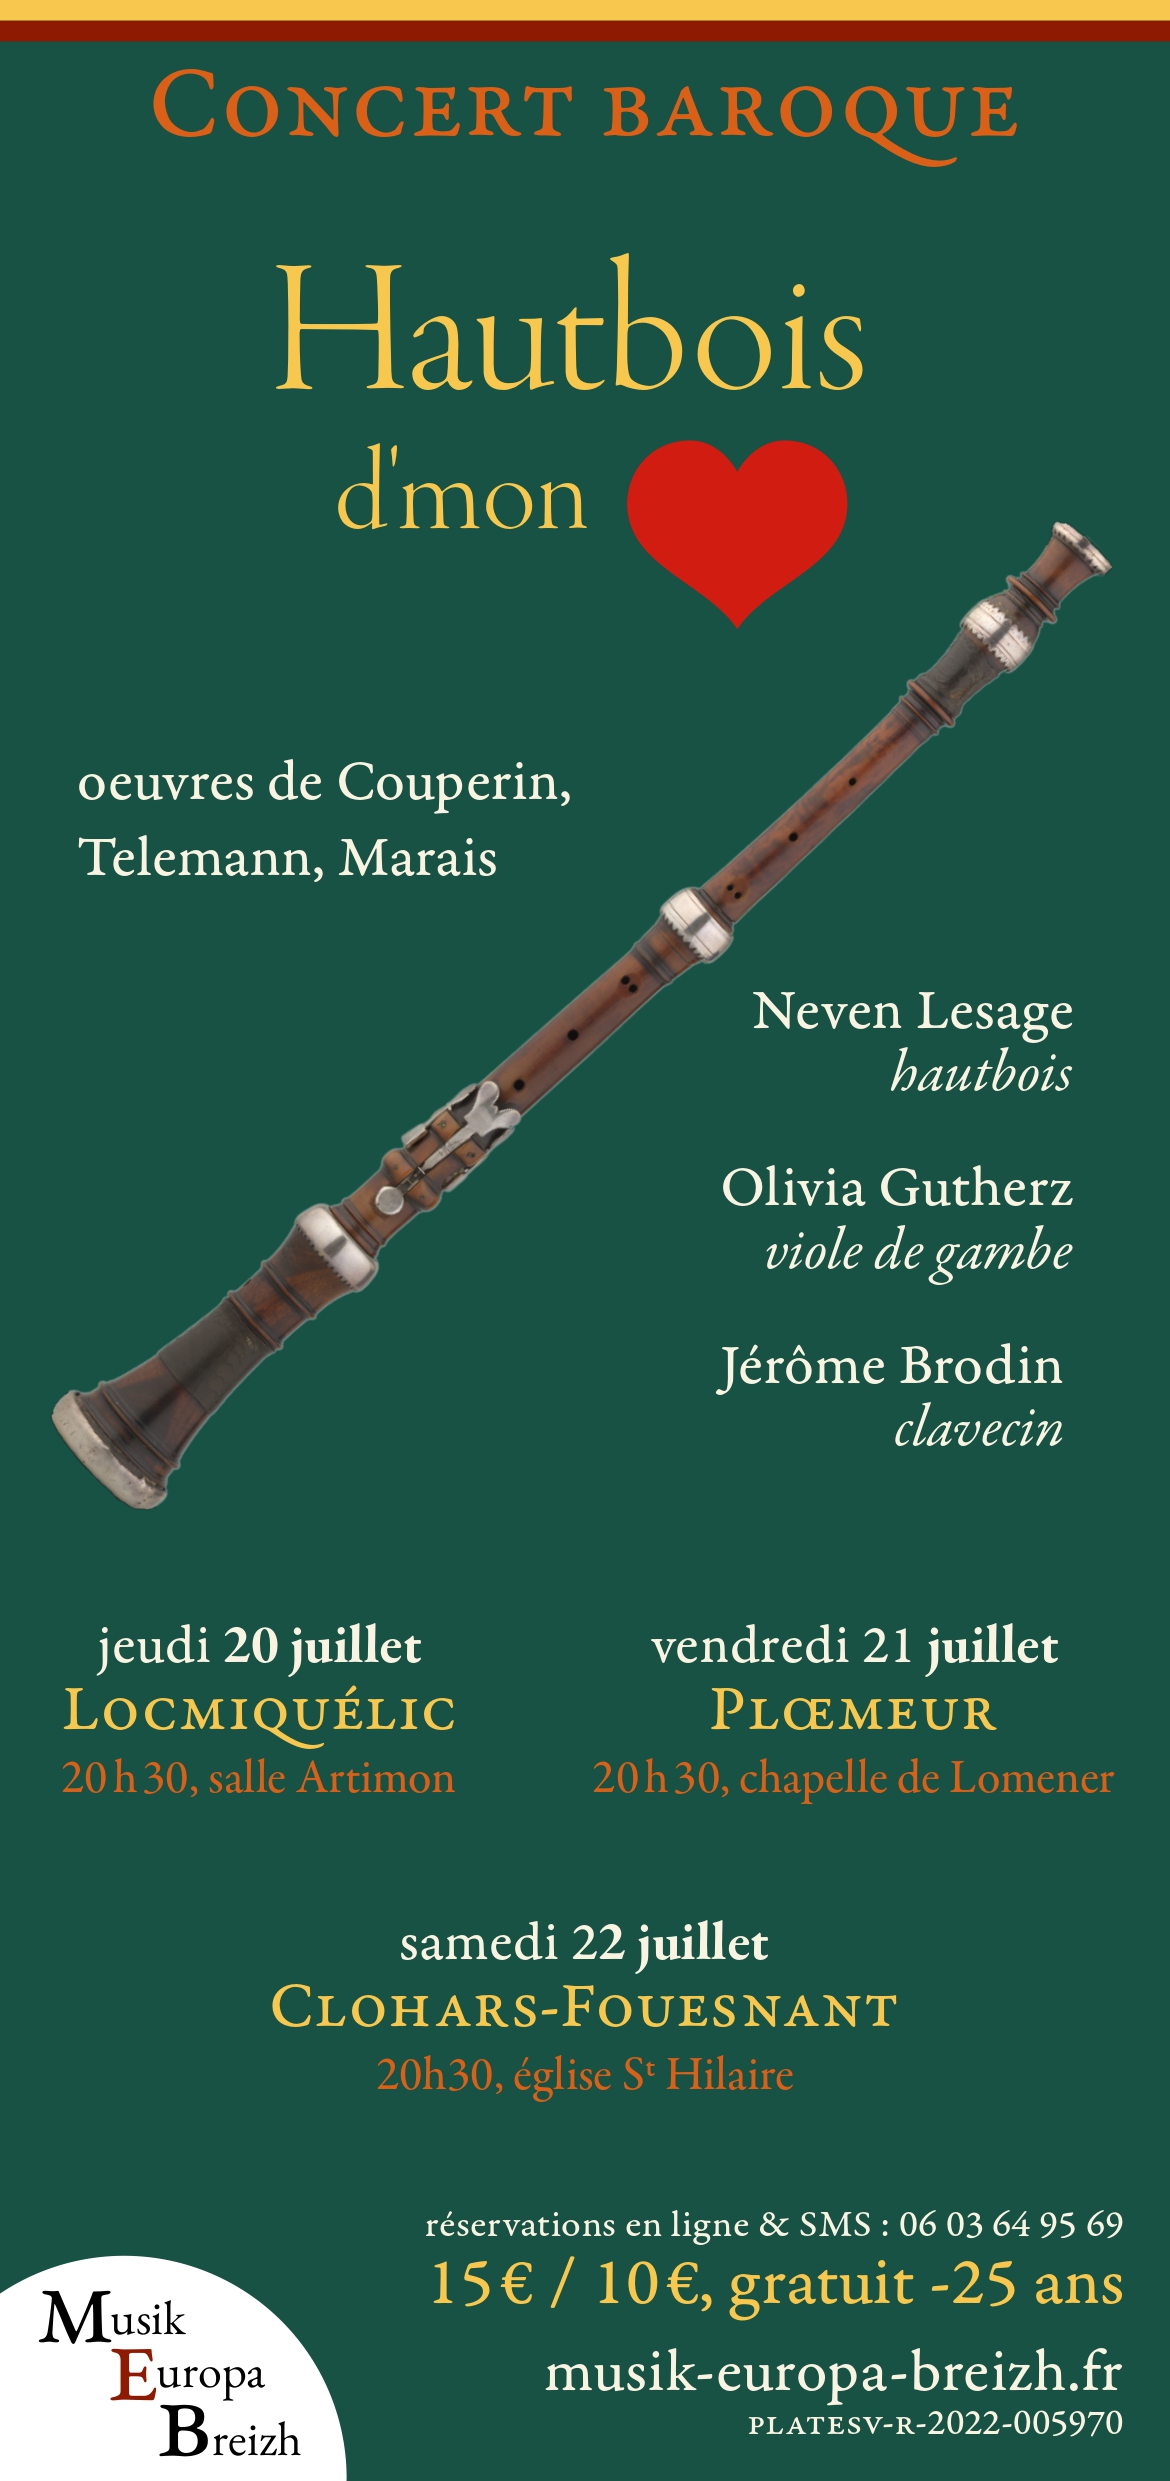 Concert baroque
Hautbois
d'mon
oeuvres de Couperin,
Telemann, Marais
Neven Lesage
hautbois
Olivia Gutherz
viole de gambe
Jérôme Brodin
clavecin
jeudi 20 juillet
Locmiquélic
20 h 30, salle Artimon
vendredi 21 juillet
Plœmeur
20 h 30, chapelle de Lomener
samedi 22 juillet
Clohars-Fouesnant
20h30, église Sᵗ Hilaire
réservations en ligne & SMS : 06 03 64 95 69
15 € / 10 €, gratuit -25 ans
musik-europa-breizh.fr
PLATESV-R-2022-005970
Musik
Europa
Breizh